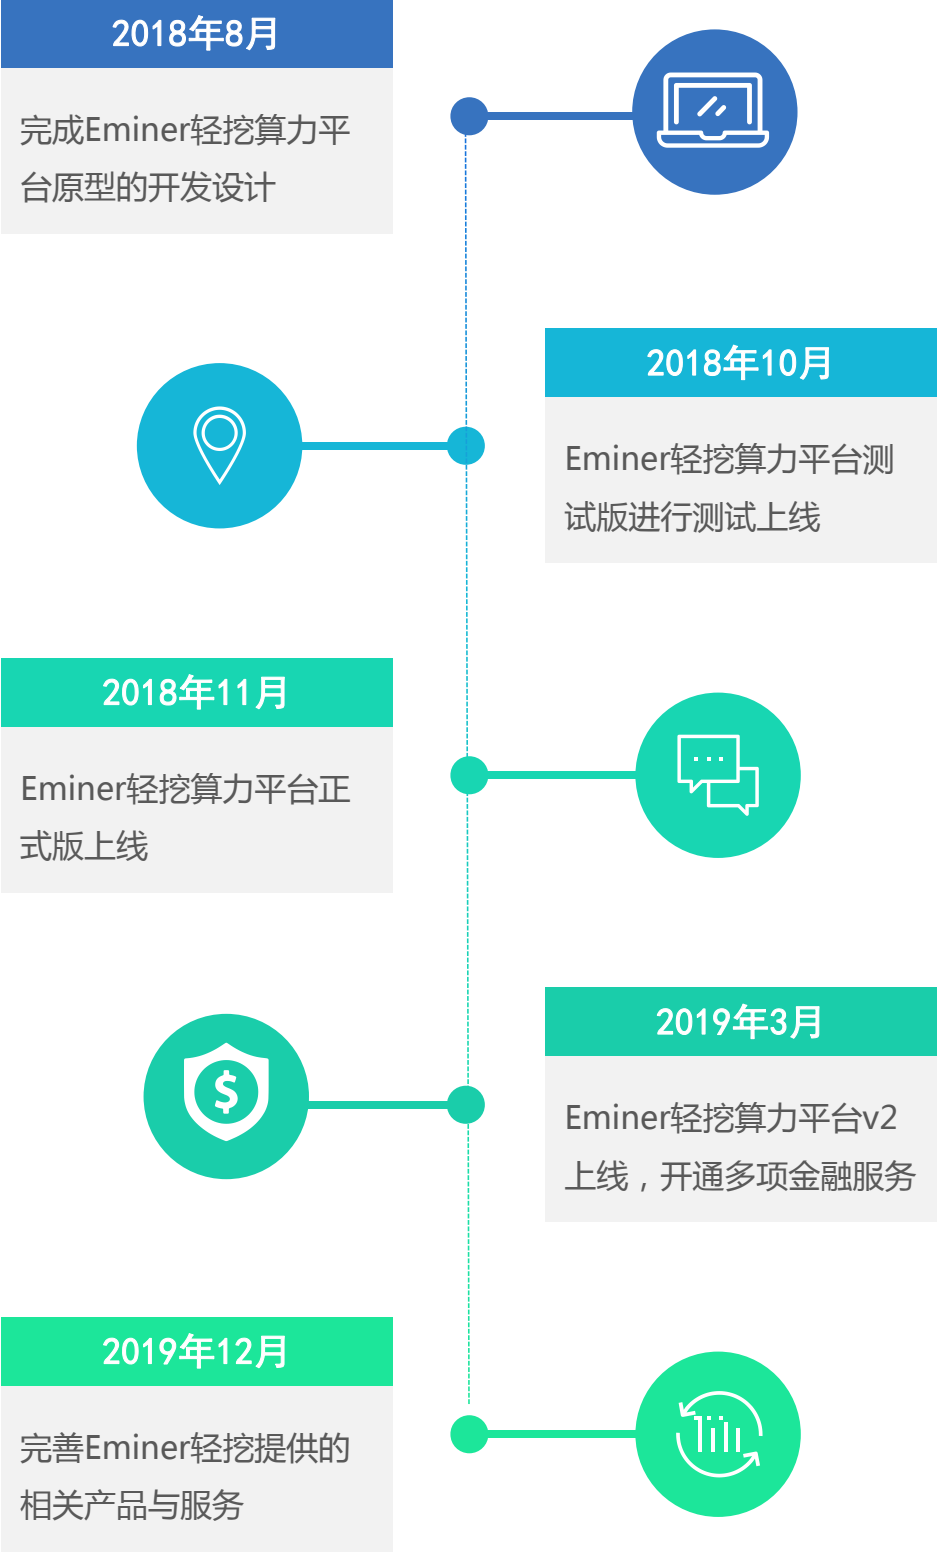 2018年8月
完成Eminer轻挖算力平
台原型的开发设计
2018年10月
Eminer轻挖算力平台测
试版进行测试上线
2018年11月
Eminer轻挖算力平台正
式版上线
2019年3月
Eminer轻挖算力平台v2
上线，开通多项金融服务
2019年12月
完善Eminer轻挖提供的
相关产品与服务